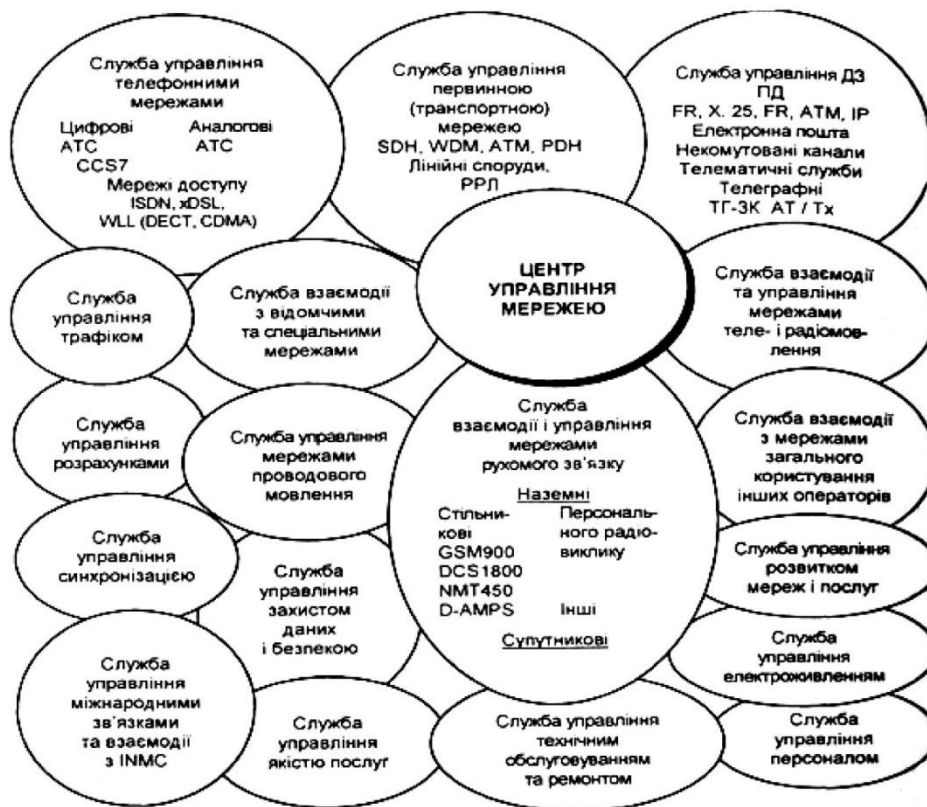 Служба управління
телефонними
мережами
Цифрові Аналогові
АТС АТС
CCS7
Мережі доступу
ISDN, xDSL,
WLL (DECT, CDMA)
Служба управління
первинною
(транспортною)
мережею
SDH, WDM, ATM, PDH
Лінійні споруди,
РРЛ
Служба управління ДЗ
ПД
FR, X. 25, FR, ATM, IP
Електронна пошта
Некомутовані канали
Телематичні служби
Телеграфні
ТГ-ЗК АТ / Тх
ЦЕНТР
УПРАВЛІННЯ
МЕРЕЖЕЮ
Служба
управління
трафіком
Служба взаємодії
з відомчими
та спеціальними
мережами
Служба взаємодії
та управління
мережами
теле- і радіомов-
лення
Служба
управління
розрахунками
Служба управління
мережами
проводового
мовлення
Служба
взаємодії і управління
мережами
рухомого зв'язку
Наземні
Стільни- Персональ-
кові ного радіо-
GSM900 виклику
DCS1800
NMT450
D-AMPS Інші
Супутникові
Служба взаємодії
з мережами
загального
користування
інших операторів
Служба
управління
синхронізацією
Служба
управління
захистом
даних
і безпекою
Служба управління
розвитком
мереж і послуг
Служба
управління
електроживленням
Служба
управління
міжнародними
зв'язками
та взаємодії
з INMC
Служба
управління
якістю послуг
Служба управління
технічним
обслуговуванням
та ремонтом
Служба
управління
персоналом